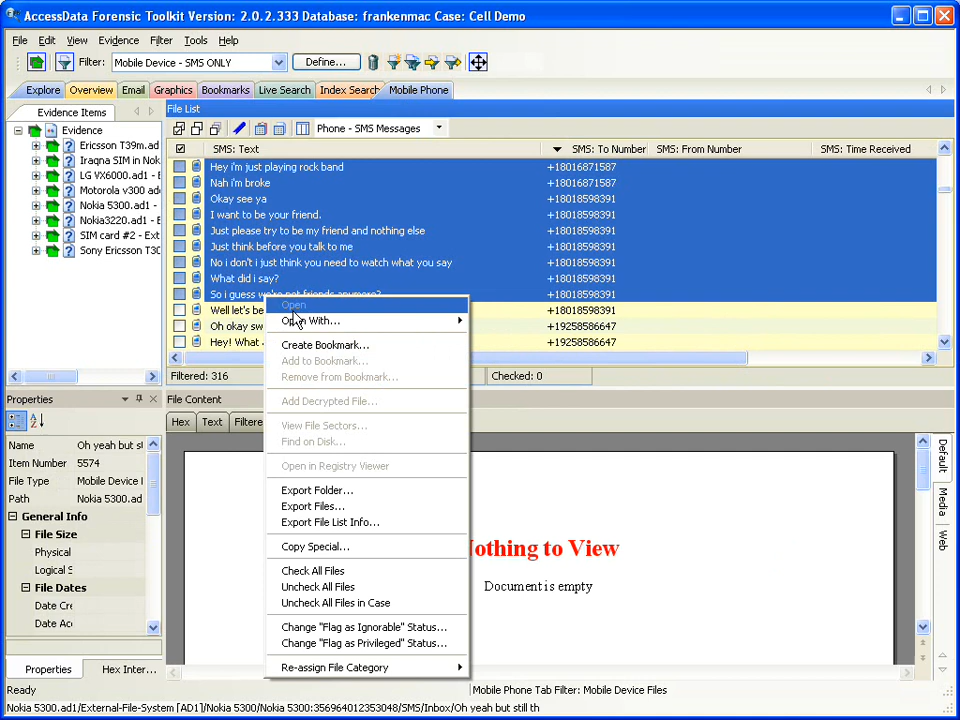 AccessData Forensic Toolkit Version: 2.0.2.333 Database: frankenmac Case: Cell Demo
File Edit View Evidence Filter Tools Help
Filter: Mobile Device - SMS ONLY Define...
Explore Overview Email Graphics Bookmarks Live Search Index Search Mobile Phone
Evidence Items
File List
Evidence
Ericsson T39m.ad
Iraqna SIM in Nok
LG VX6000.ad1 -
Motorola v300 ad
Nokia 5300.ad1 -
Nokia3220.ad1 - E
SIM card #2 - Ext
Sony Ericsson T30
Phone - SMS Messages
SMS: Text SMS: To Number SMS: From Number SMS: Time Received
Hey i'm just playing rock band +18016871587
Nah i'm broke +18016871587
Okay see ya +18018598391
I want to be your friend. +18018598391
Just please try to be my friend and nothing else +18018598391
Just think before you talk to me +18018598391
No i don't i just think you need to watch what you say +18018598391
What did i say? +18018598391
So i guess we're not friends anymore? +18018598391
Well let's be +18018598391
Oh okay sw +19258586391
Hey! What +19258586391
Filtered: 316 Checked: 0
Open
Open With...
Create Bookmark...
Add to Bookmark...
Remove from Bookmark...
Add Decrypted File...
View File Sectors...
Find on Disk...
Open in Registry Viewer
Export Folder...
Export Files...
Export File List Info...
Copy Special...
Check All Files
Uncheck All Files
Uncheck All Files in Case
Change "Flag as Ignorable" Status...
Change "Flag as Privileged" Status...
Re-assign File Category
Properties
Name Oh yeah but sl
Item Number 5574
File Type Mobile Device I
Path Nokia 5300.ad
General Info
File Size
Physical
Logical S
File Dates
Date Cre
Date Acc
Properties Hex Inter...
File Content
Hex Text Filtere
Nothing to View
Document is empty
Default
Media
Web
Ready
Mobile Phone Tab Filter: Mobile Device Files
Nokia 5300.ad1/External-File-System [AD1]/Nokia 5300/Nokia 5300:356964012353048/SMS/Inbox/Oh yeah but still th